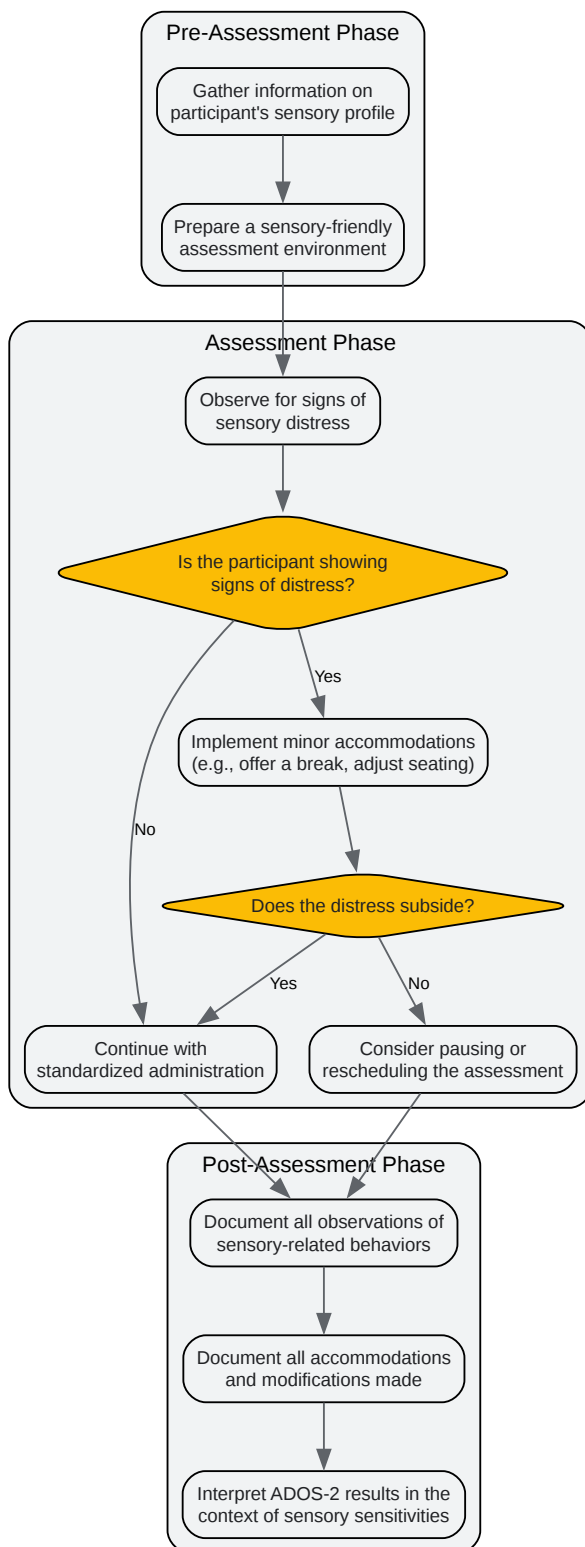 Pre-Assessment Phase
Gather information on
participant's sensory profile
Prepare a sensory-friendly
assessment environment
Assessment Phase
Observe for signs of
sensory distress
Is the participant showing
signs of distress?
Yes
Implement minor accommodations
(e.g., offer a break, adjust seating)
No
Does the distress subside?
Yes
No
Continue with
standardized administration
Consider pausing or
rescheduling the assessment
Post-Assessment Phase
Document all observations of
sensory-related behaviors
Document all accommodations
and modifications made
Interpret ADOS-2 results in the
context of sensory sensitivities